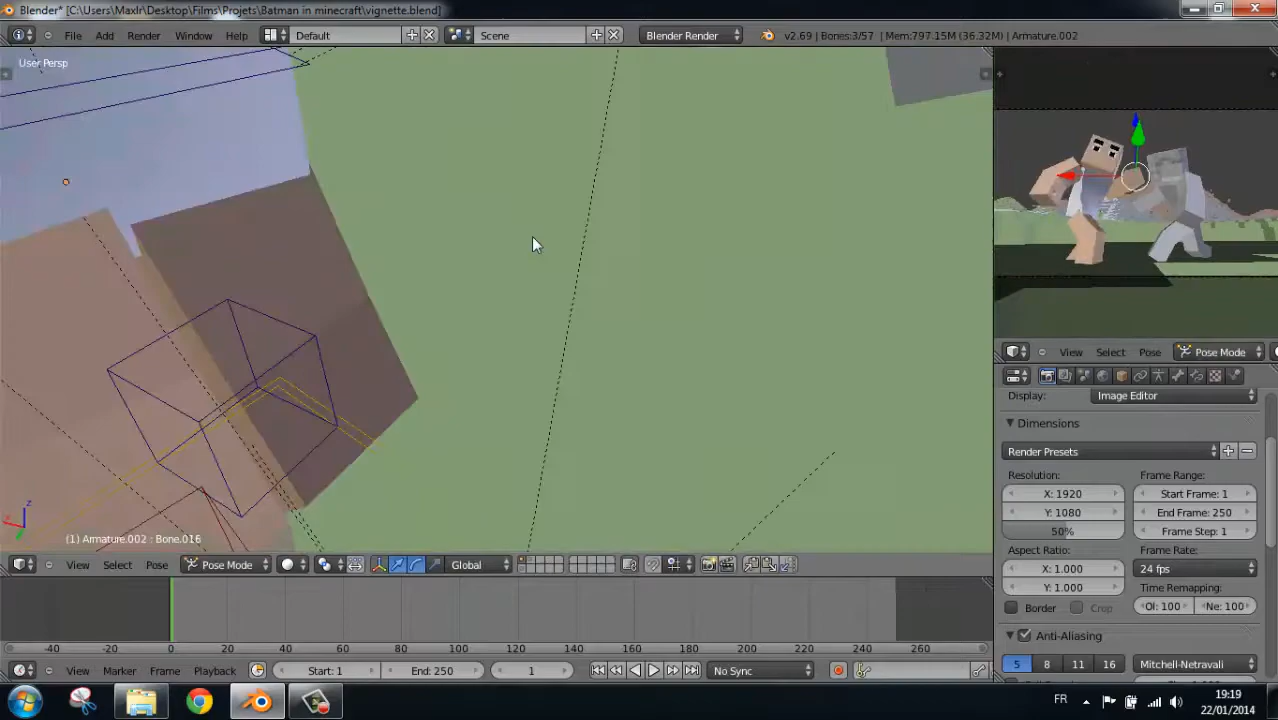 Blender* [C:\Users\Maxlr\Desktop\Films\Projets\Batman in minecraft\vignette.blend]
File Add Render Window Help Default Scene Blender Render v2.69 | Bones:3/57 | Mem:797.15M (36.32M) | Armature.002
User Persp
(1) Armature.002 : Bone.016
View Select Pose Pose Mode Global
View Select Pose Pose Mode
Display: Image Editor
Dimensions
Render Presets
Resolution: Frame Range:
X: 1920 Start Frame: 1
Y: 1080 End Frame: 250
50% Frame Step: 1
Aspect Ratio: Frame Rate:
X: 1.000 24 fps
Y: 1.000 Time Remapping:
Border Crop Ol: 100 Ne: 100
Anti-Aliasing
5 8 11 16 Mitchell-Netravali
-40 -20 0 20 40 60 80 100 120 140 160 180 200 220 240 260
View Marker Frame Playback Start: 1 End: 250 1 No Sync
FR 19:19
22/01/2014